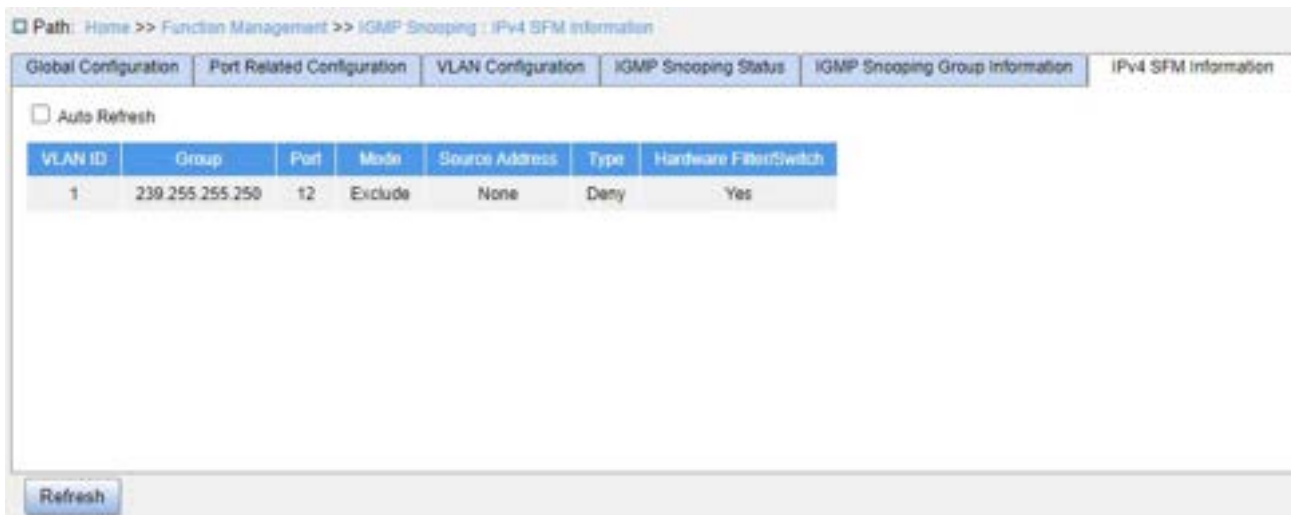 Path: Home >> Function Management >> IGMP Snooping : IPv4 SFM Information
Global Configuration Port Related Configuration VLAN Configuration IGMP Snooping Status IGMP Snooping Group Information IPv4 SFM Information
Auto Refresh
VLAN ID Group Port Mode Source Address Type Hardware Filter/Switch
1 239.255.255.250 12 Exclude None Deny Yes
Refresh